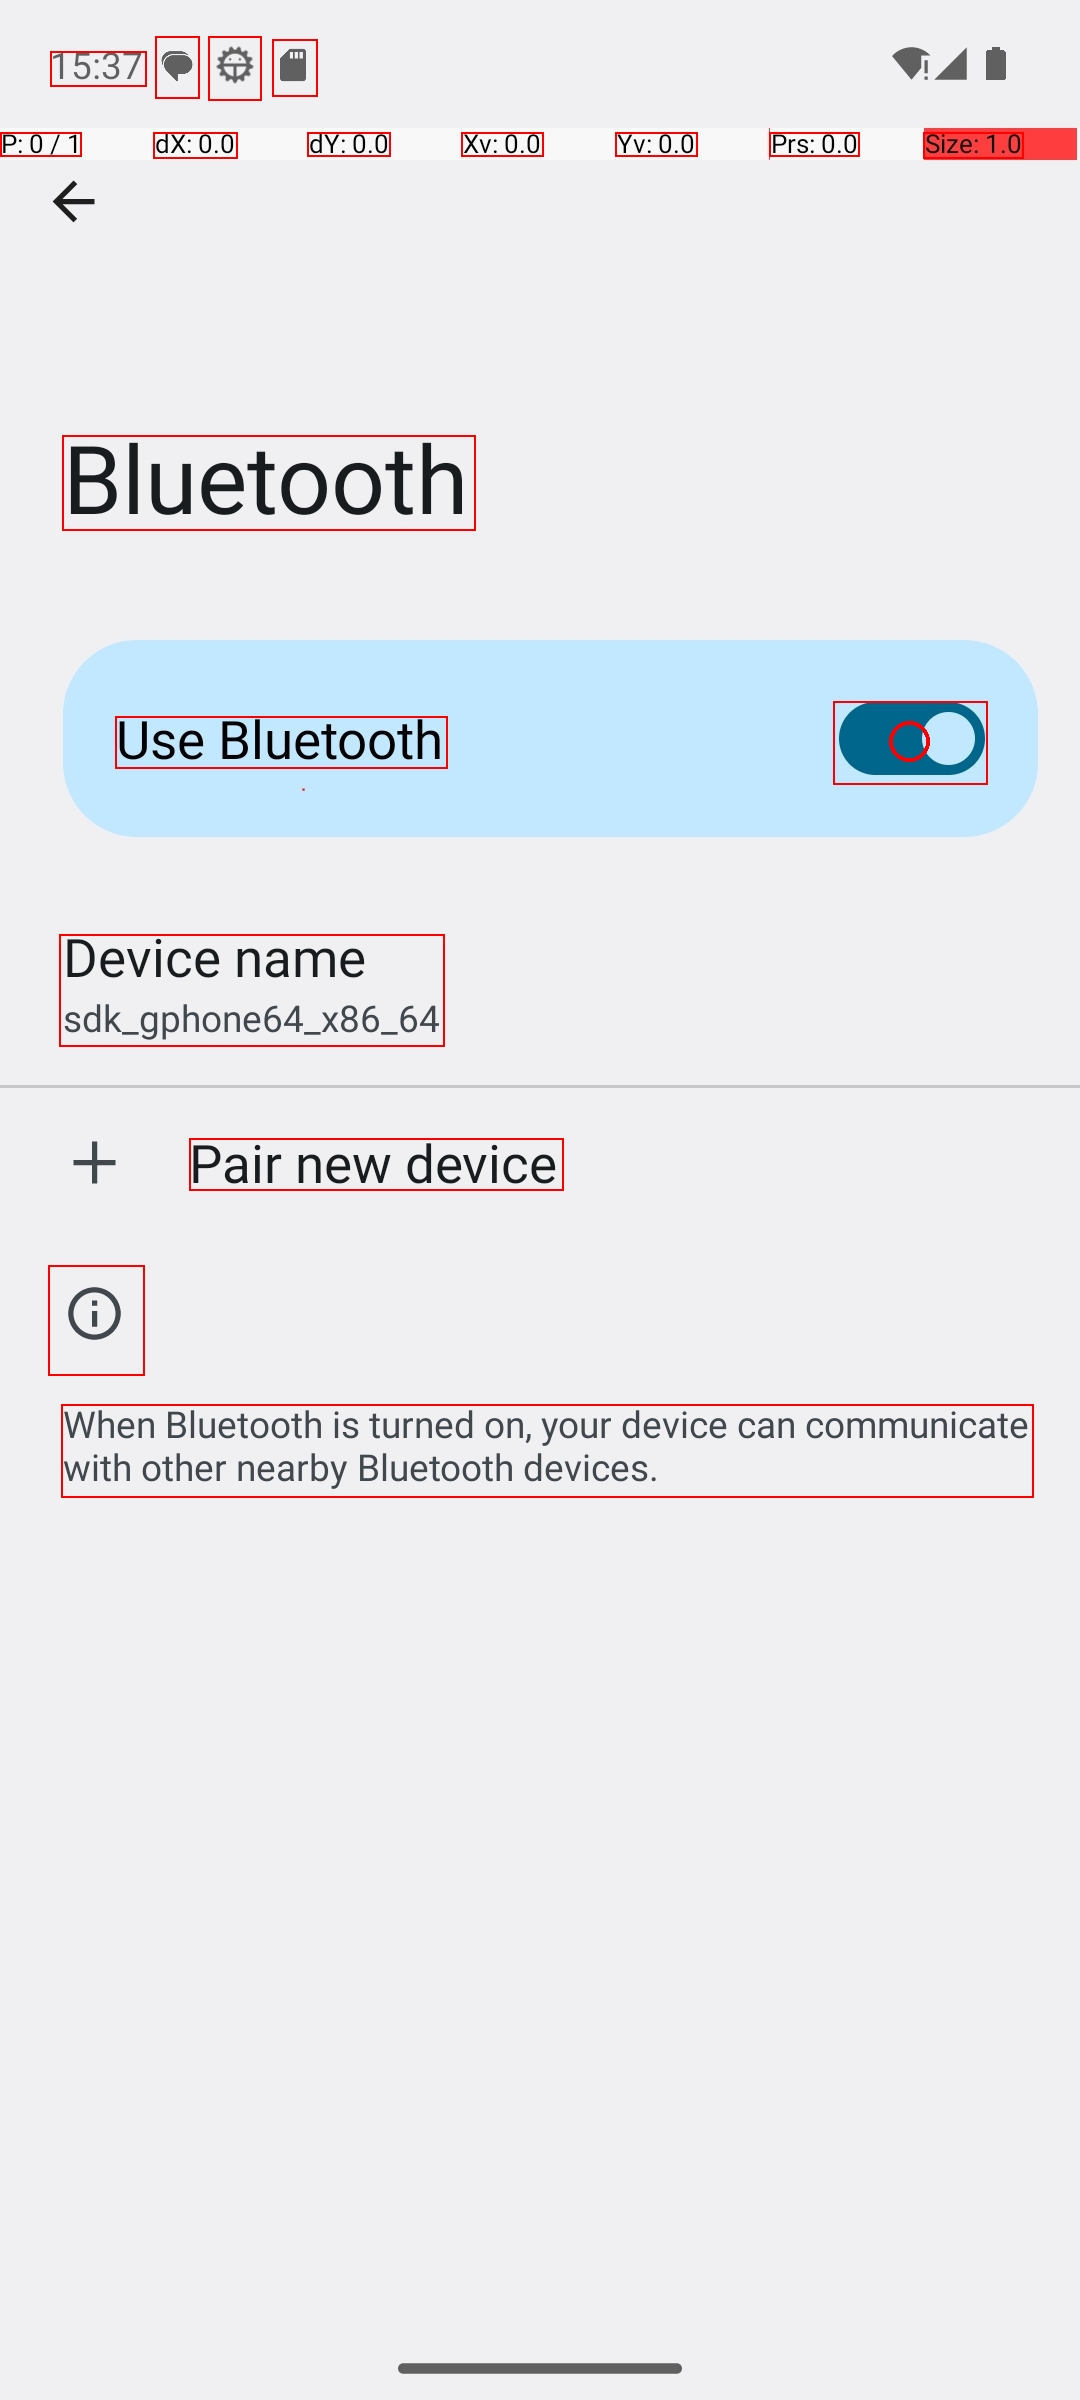 15:37
P: 0 / 1 dX: 0.0 dY: 0.0 Xv: 0.0 Yv: 0.0 Prs: 0.0 Size: 1.0
Bluetooth
Use Bluetooth
Device name
sdk_gphone64_x86_64
Pair new device
When Bluetooth is turned on, your device can communicate
with other nearby Bluetooth devices.